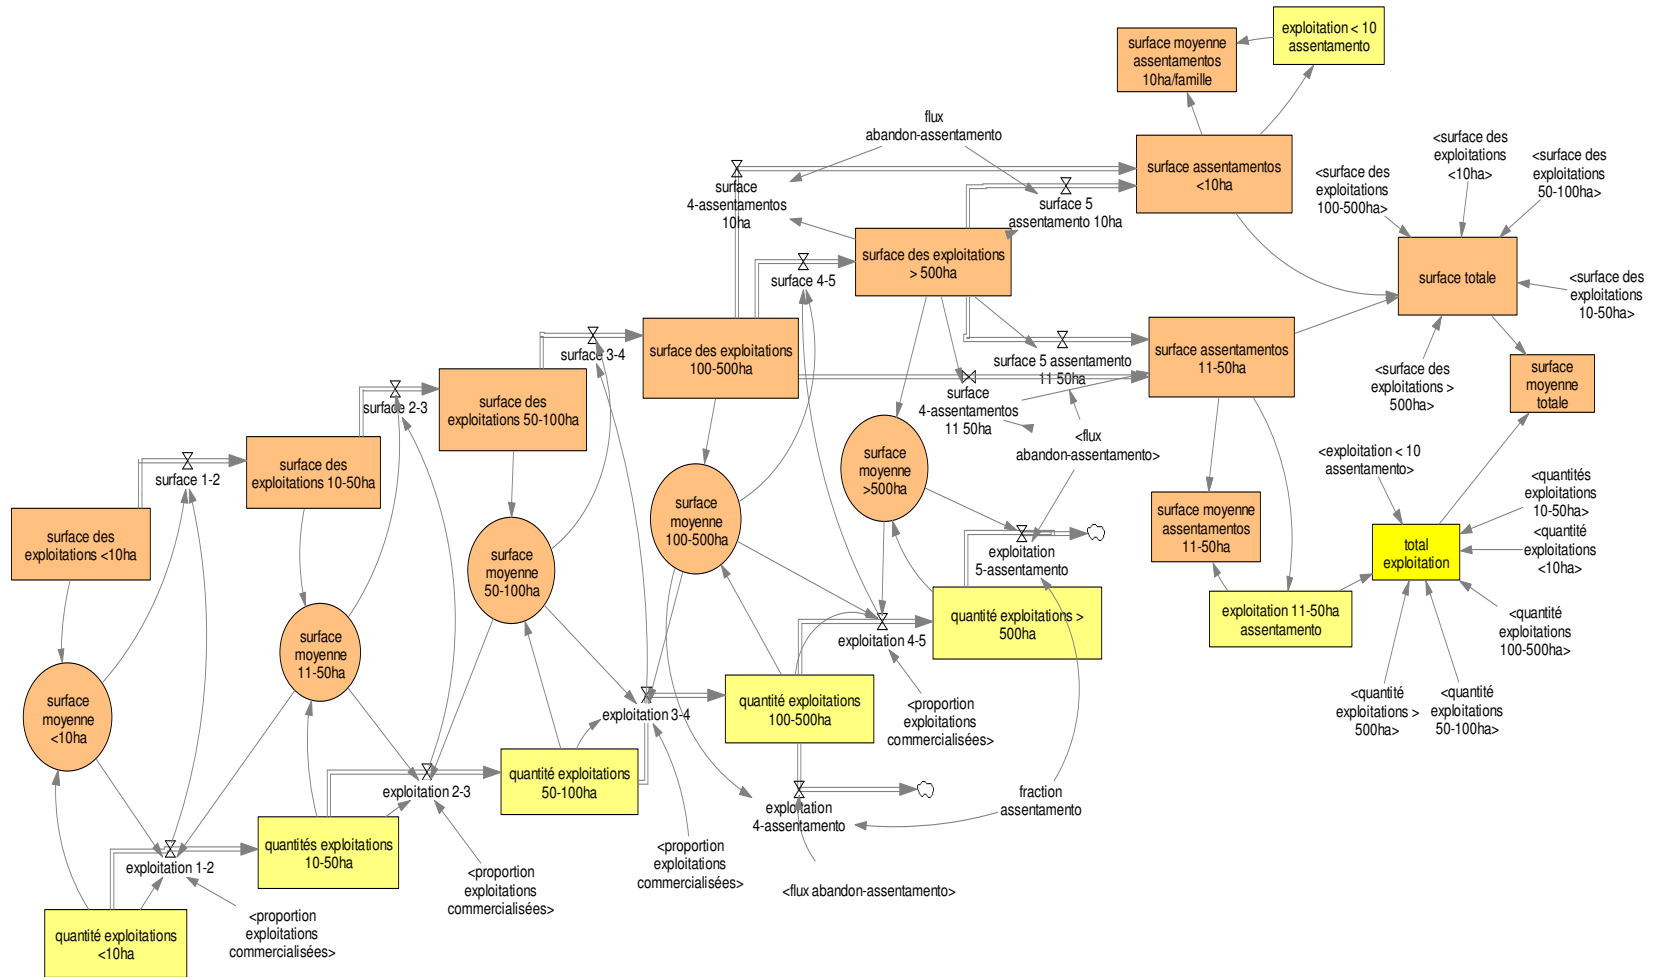 exploitation < 10
assentamento
surface moyenne
assentamentos
10ha/famille
flux
abandon-assentamento
surface assentamentos
<10ha
<surface des
exploitations
<10ha>
<surface des
exploitations
50-100ha>
<surface des
exploitations
100-500ha>
surface
4-assentamentos
10ha
surface 5
assentamento 10ha
surface des exploitations
> 500ha
surface 4-5
surface totale
<surface des
exploitations
10-50ha>
surface 3-4
surface des exploitations
100-500ha
surface 5 assentamento
11 50ha
surface assentamentos
11-50ha
<surface des
exploitations >
500ha>
surface
moyenne
totale
surface 2-3
surface des
exploitations 50-100ha
surface
4-assentamentos
11 50ha
<flux
abandon-assentamento>
surface
moyenne
>500ha
<exploitation < 10
assentamento>
surface 1-2
surface des
exploitations 10-50ha
<quantités
exploitations
10-50ha>
surface des
exploitations <10ha
surface
moyenne
100-500ha
surface moyenne
assentamentos
11-50ha
total
exploitation
<quantité
exploitations
<10ha>
surface
moyenne
50-100ha
exploitation
5-assentamento
quantité exploitations >
500ha
exploitation 11-50ha
assentamento
<quantité
exploitations
100-500ha>
surface
moyenne
11-50ha
exploitation 4-5
surface
moyenne
<10ha
exploitation 3-4
quantité exploitations
100-500ha
<proportion
exploitations
commercialisées>
<quantité
exploitations >
500ha>
<quantité
exploitations
50-100ha>
exploitation 2-3
quantité exploitations
50-100ha
exploitation
4-assentamento
fraction
assentamento
exploitation 1-2
quantités exploitations
10-50ha
<proportion
exploitations
commercialisées>
<proportion
exploitations
commercialisées>
<flux abandon-assentamento>
quantité exploitations
<10ha
<proportion
exploitations
commercialisées>